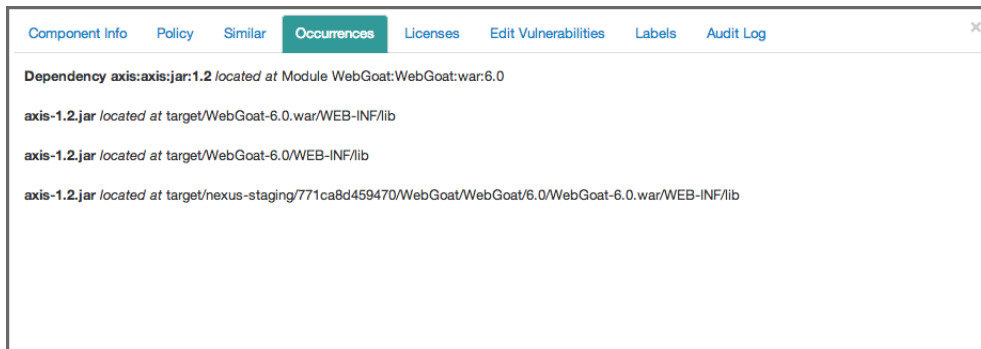 Component Info Policy Similar Occurrences Licenses Edit Vulnerabilities Labels Audit Log ×
Dependency axis:axis:jar:1.2 located at Module WebGoat:WebGoat:war:6.0
axis-1.2.jar located at target/WebGoat-6.0.war/WEB-INF/lib
axis-1.2.jar located at target/WebGoat-6.0/WEB-INF/lib
axis-1.2.jar located at target/nexus-staging/771ca8d459470/WebGoat/WebGoat/6.0/WebGoat-6.0.war/WEB-INF/lib